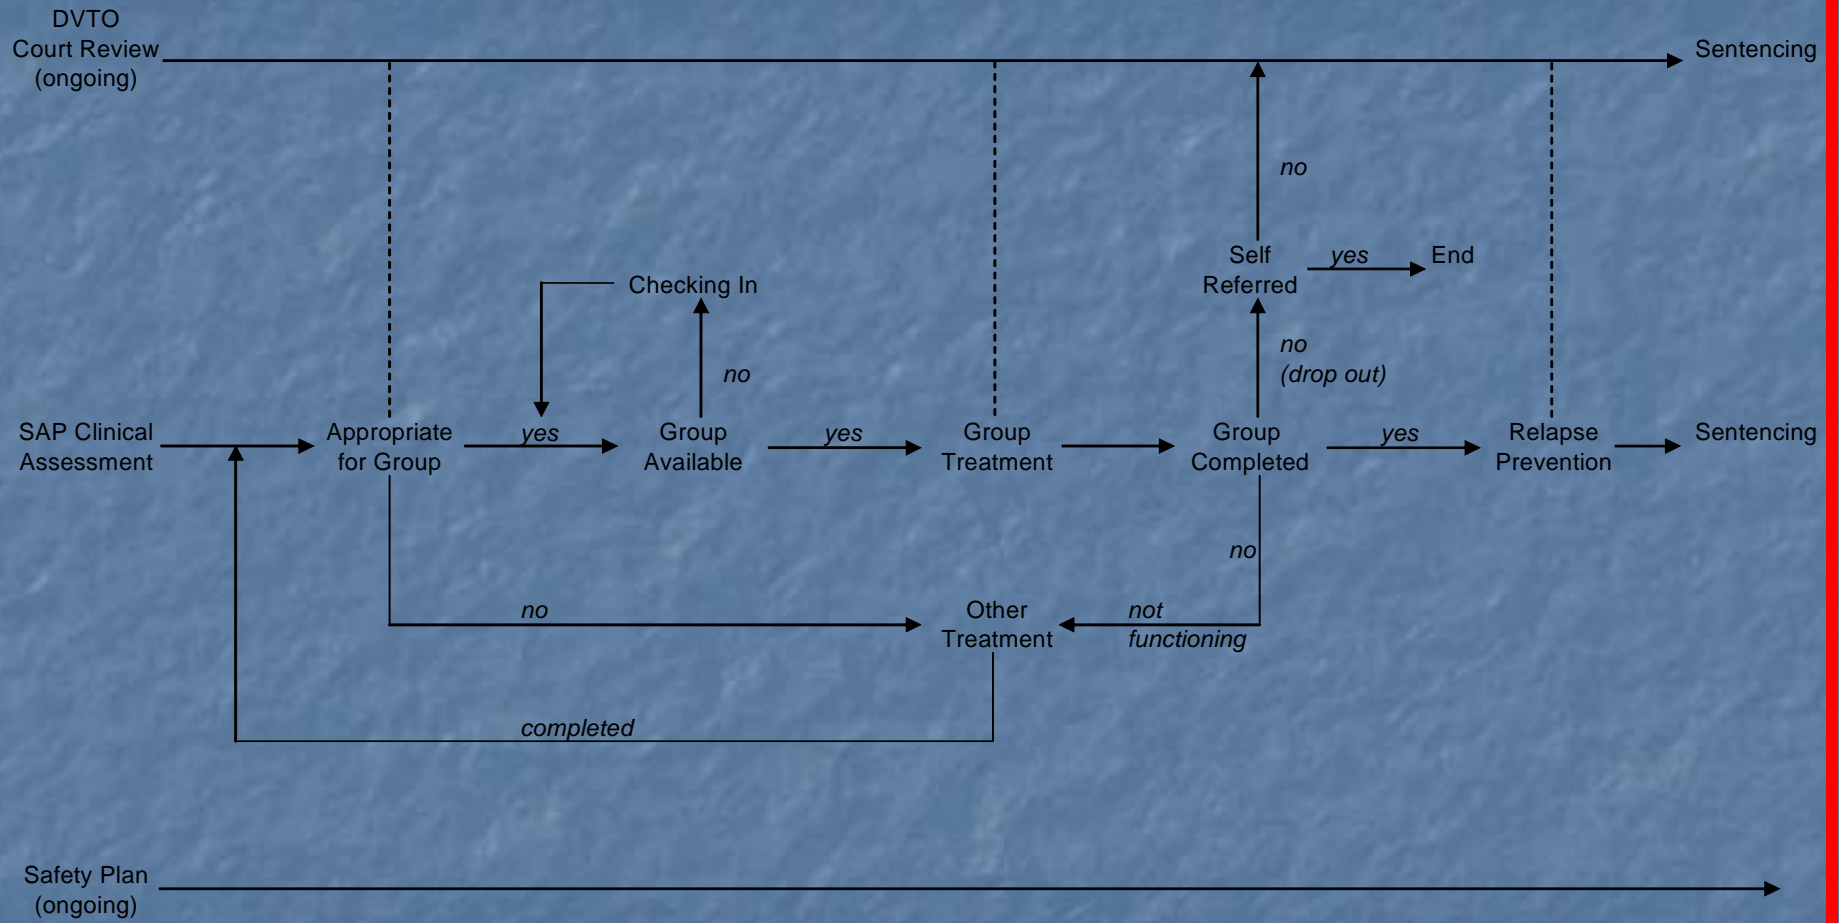 DVTO
Court Review
(ongoing)
Sentencing
no
Self
Referred
yes
End
Checking In
no
(drop out)
no
SAP Clinical
Assessment
Appropriate
for Group
yes
Group
Available
yes
Group
Treatment
Group
Completed
yes
Relapse
Prevention
Sentencing
no
no
Other
Treatment
not
functioning
completed
Safety Plan
(ongoing)